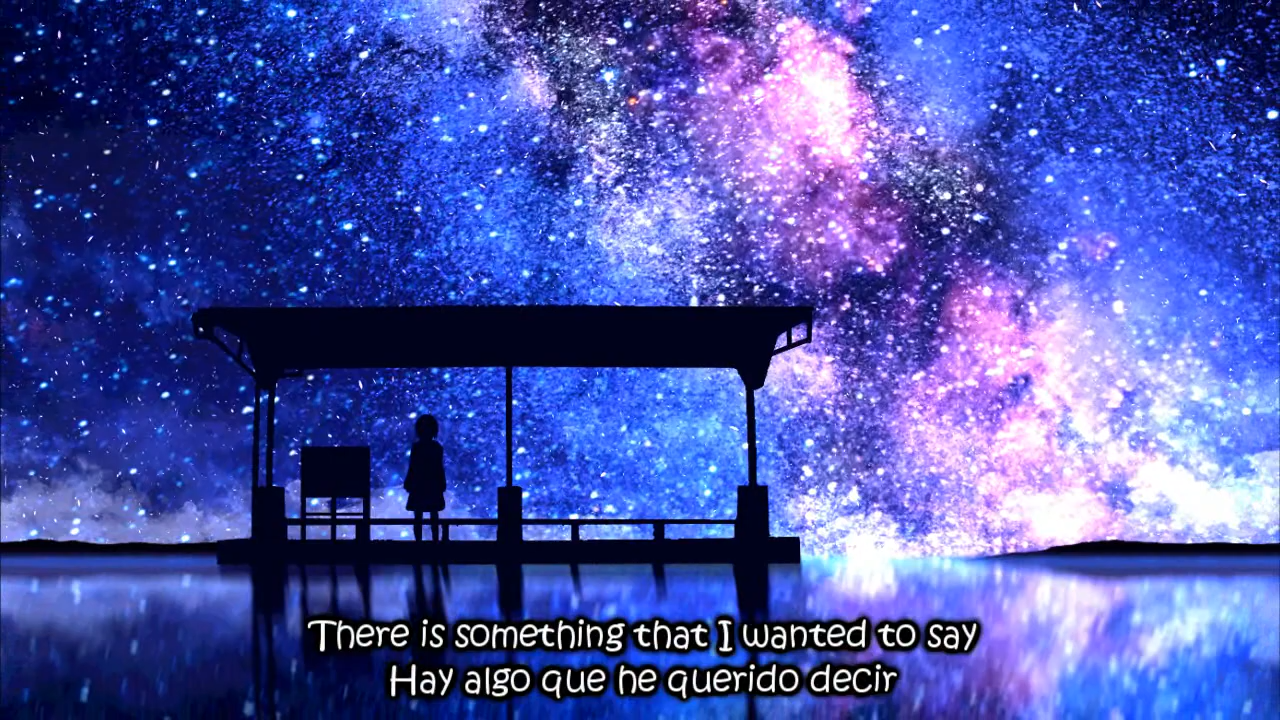 There is something that I wanted to say
Hay algo que he querido decir